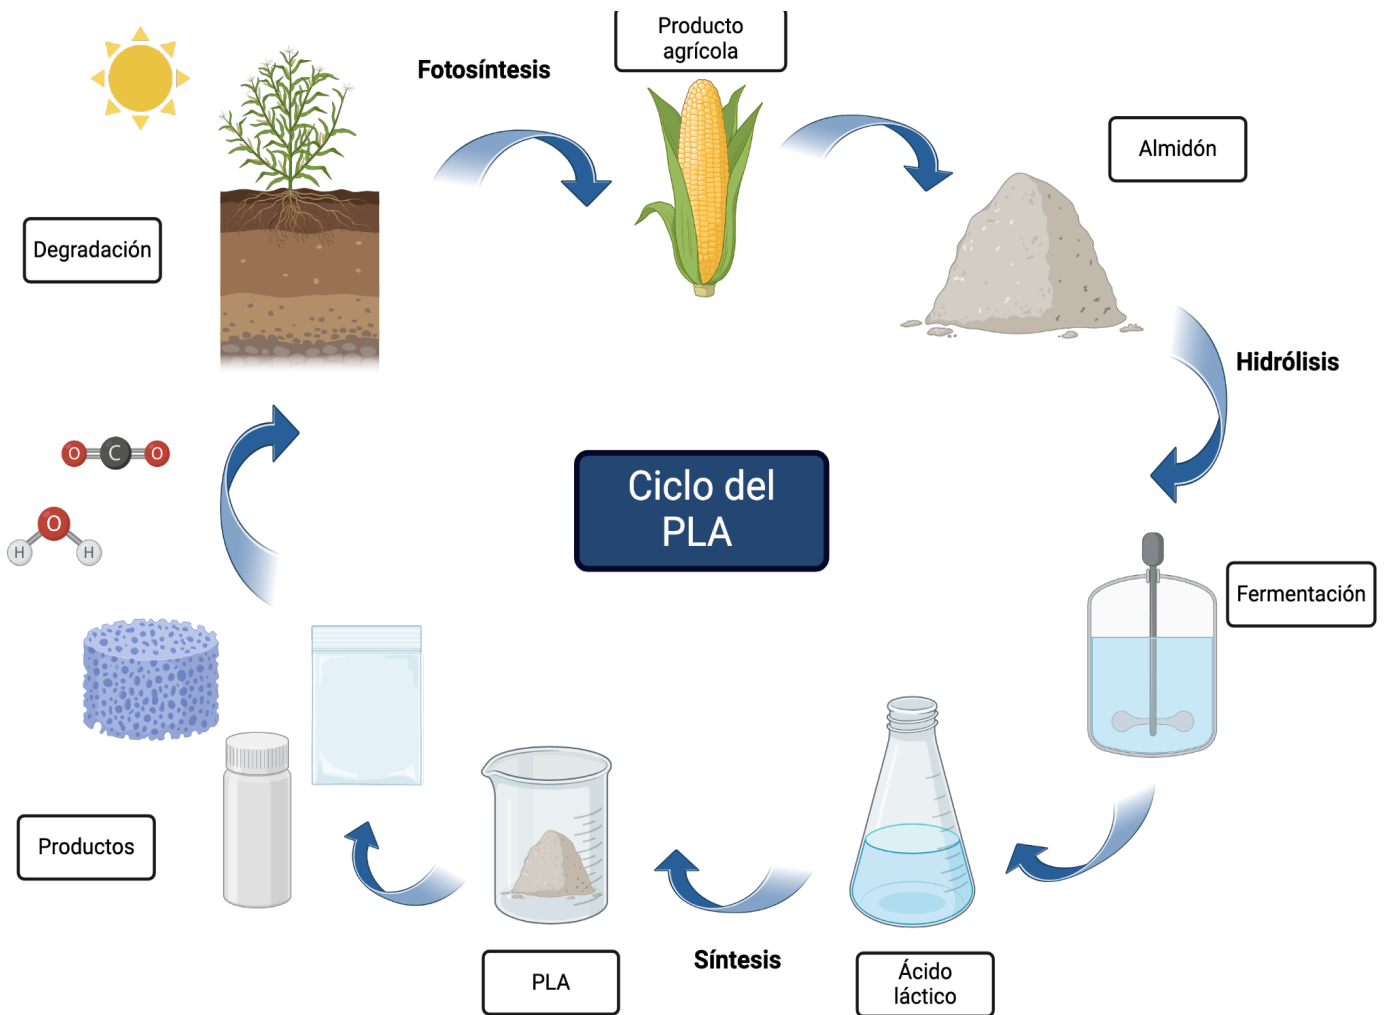 Producto
agrícola
Fotosíntesis
Almidón
Degradación
Hidrólisis
O
C
O
Ciclo del
PLA
O
H
H
Fermentación
Productos
Síntesis
PLA
Ácido
láctico